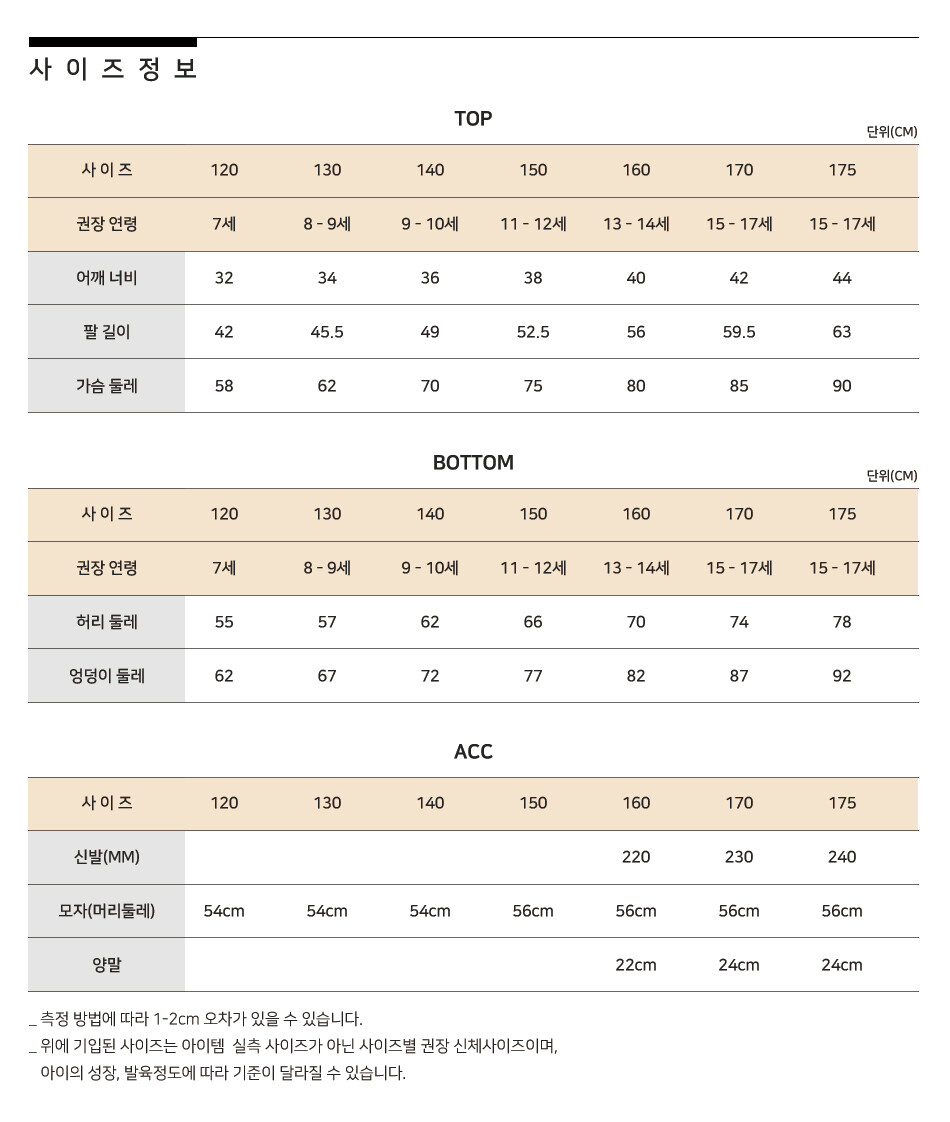 사 이 즈 정 보
TOP
단위(CM)
사 이 즈 120 130 140 150 160 170 175
권장 연령 7세 8 - 9세 9 - 10세 11 - 12세 13 - 14세 15 - 17세 15 - 17세
어깨 너비 32 34 36 38 40 42 44
팔 길이 42 45.5 49 52.5 56 59.5 63
가슴 둘레 58 62 70 75 80 85 90
BOTTOM
단위(CM)
사 이 즈 120 130 140 150 160 170 175
권장 연령 7세 8 - 9세 9 - 10세 11 - 12세 13 - 14세 15 - 17세 15 - 17세
허리 둘레 55 57 62 66 70 74 78
엉덩이 둘레 62 67 72 77 82 87 92
ACC
사 이 즈 120 130 140 150 160 170 175
신발(MM) 220 230 240
모자(머리둘레) 54cm 54cm 54cm 56cm 56cm 56cm 56cm
양말 22cm 24cm 24cm
_ 측정 방법에 따라 1-2cm 오차가 있을 수 있습니다.
_ 위에 기입된 사이즈는 아이템 실측 사이즈가 아닌 사이즈별 권장 신체사이즈이며,
아이의 성장, 발육정도에 따라 기준이 달라질 수 있습니다.